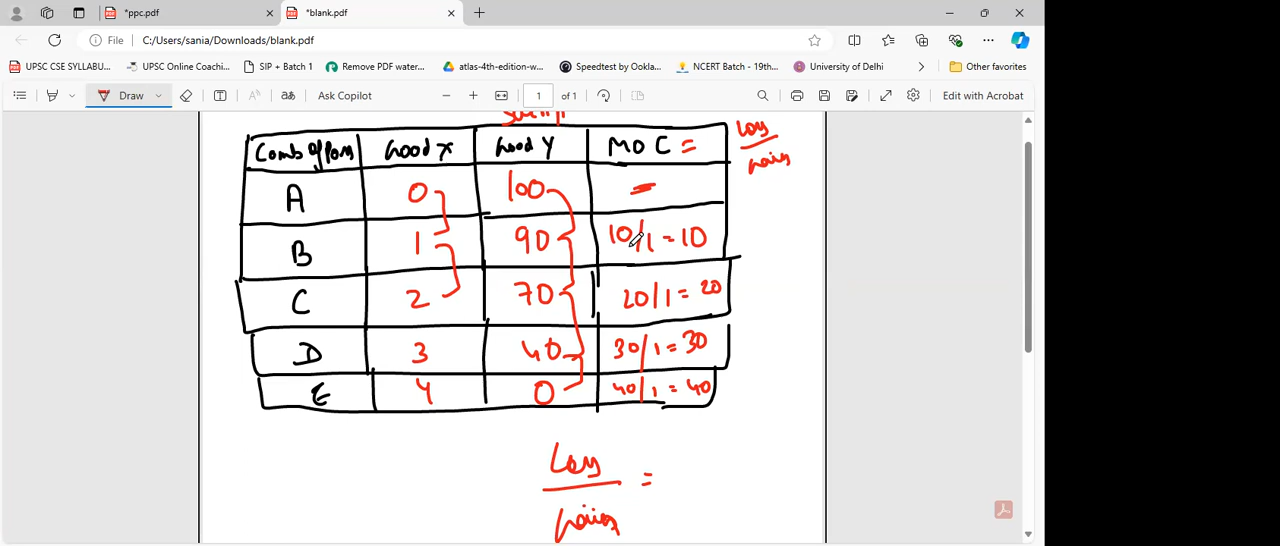 *ppc.pdf
*blank.pdf
File C:/Users/sania/Downloads/blank.pdf
UPSC CSE SYLLABU...
UPSC Online Coachi...
SIP + Batch 1
Remove PDF water...
atlas-4th-edition-w...
Speedtest by Ookla...
NCERT Batch - 19th...
University of Delhi
Other favorites
Draw
Ask Copilot
1 of 1
Edit with Acrobat
Good X Good Y MOC = Loss / Gain
A 0 100 -
B 1 90 10/1 = 10
C 2 70 20/1 = 20
D 3 40 30/1 = 30
E 4 0 40/1 = 40
Loss / Gain =